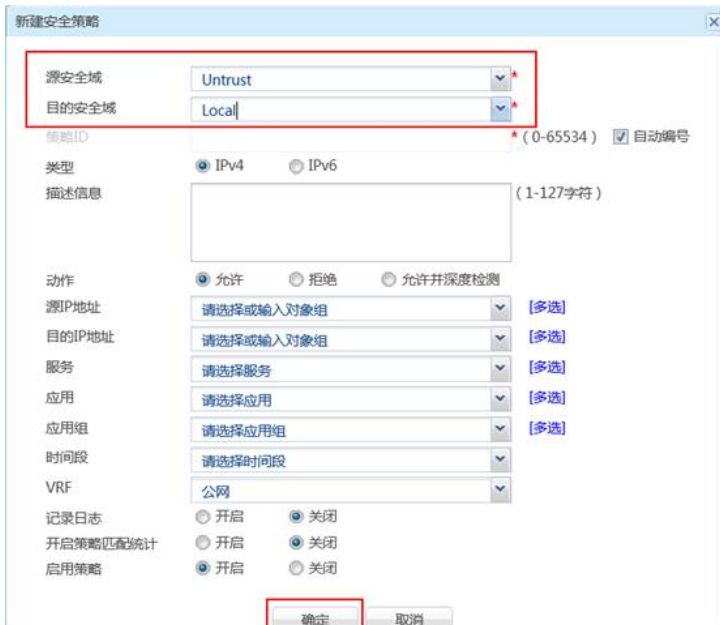 新建安全策略
源安全域 Untrust *
目的安全域 Local *
策略ID * (0-65534) 自动编号
类型 IPv4 IPv6
描述信息 (1-127字符)
动作 允许 拒绝 允许并深度检测
源IP地址 请选择或输入对象组 [多选]
目的IP地址 请选择或输入对象组 [多选]
服务 请选择服务 [多选]
应用 请选择应用 [多选]
应用组 请选择应用组 [多选]
时间段 请选择时间段
VRF 公网
记录日志 开启 关闭
开启策略匹配统计 开启 关闭
启用策略 开启 关闭
确定 取消